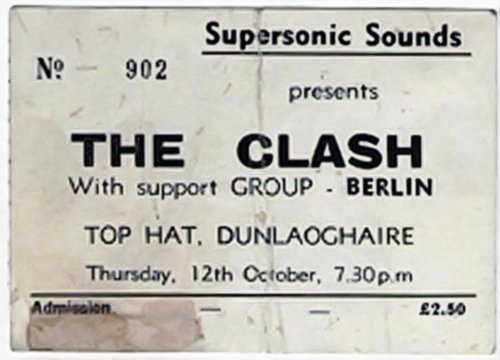 Supersonic Sounds
Nº - 902
presents
THE CLASH
With support GROUP - BERLIN
TOP HAT, DUNLAOGHAIRE
Thursday, 12th October, 7.30p.m
Admission — — £2.50